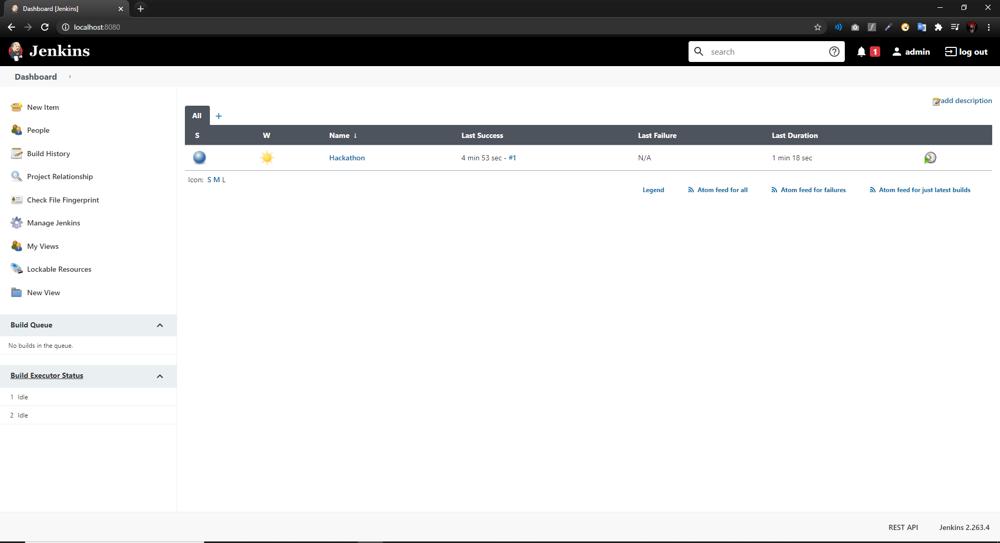 Dashboard [Jenkins]
localhost:8080
Jenkins
search
1
admin
log out
Dashboard
New Item
People
Build History
Project Relationship
Check File Fingerprint
Manage Jenkins
My Views
Lockable Resources
New View
Build Queue
No builds in the queue.
Build Executor Status
1 Idle
2 Idle
add description
All +
S W Name ↓ Last Success Last Failure Last Duration
Hackathon 4 min 53 sec - #1 N/A 1 min 18 sec
Icon: S M L
Legend Atom feed for all Atom feed for failures Atom feed for just latest builds
REST API Jenkins 2.263.4